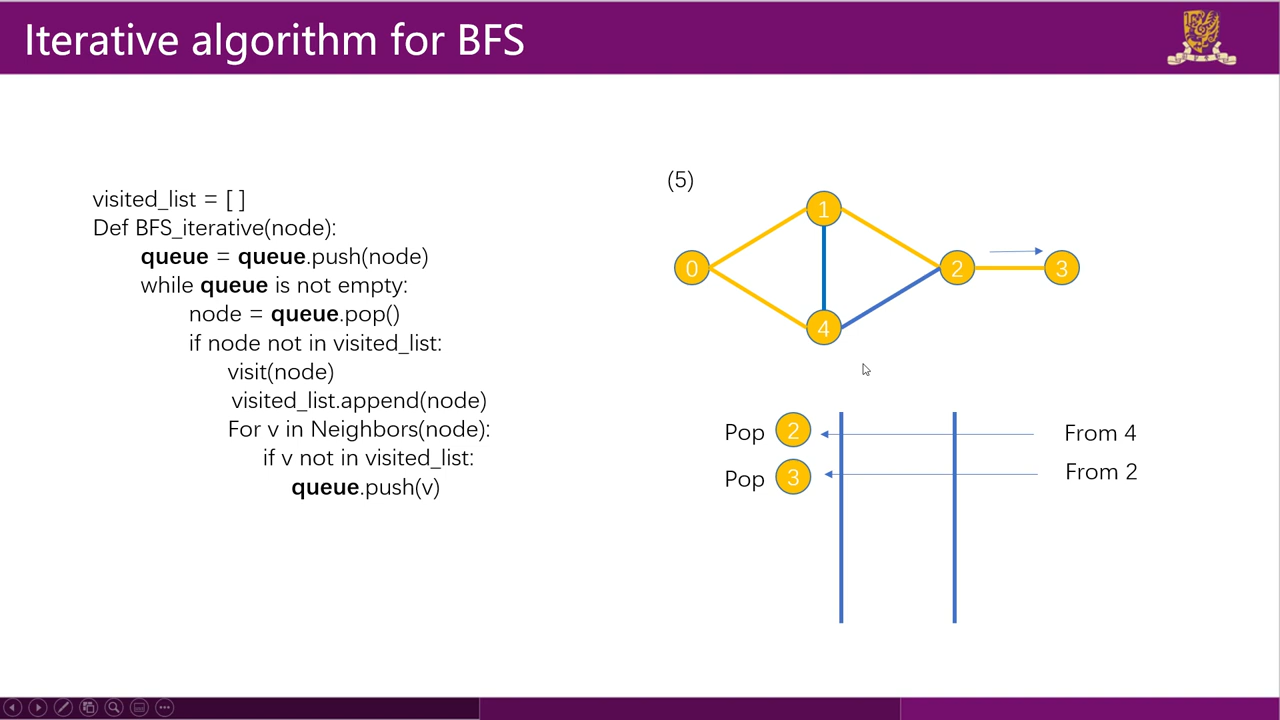 Iterative algorithm for BFS
visited_list = [ ]
Def BFS_iterative(node):
queue = queue.push(node)
while queue is not empty:
node = queue.pop()
if node not in visited_list:
visit(node)
visited_list.append(node)
For v in Neighbors(node):
if v not in visited_list:
queue.push(v)
(5)
1
0
2
3
4
Pop 2 From 4
Pop 3 From 2